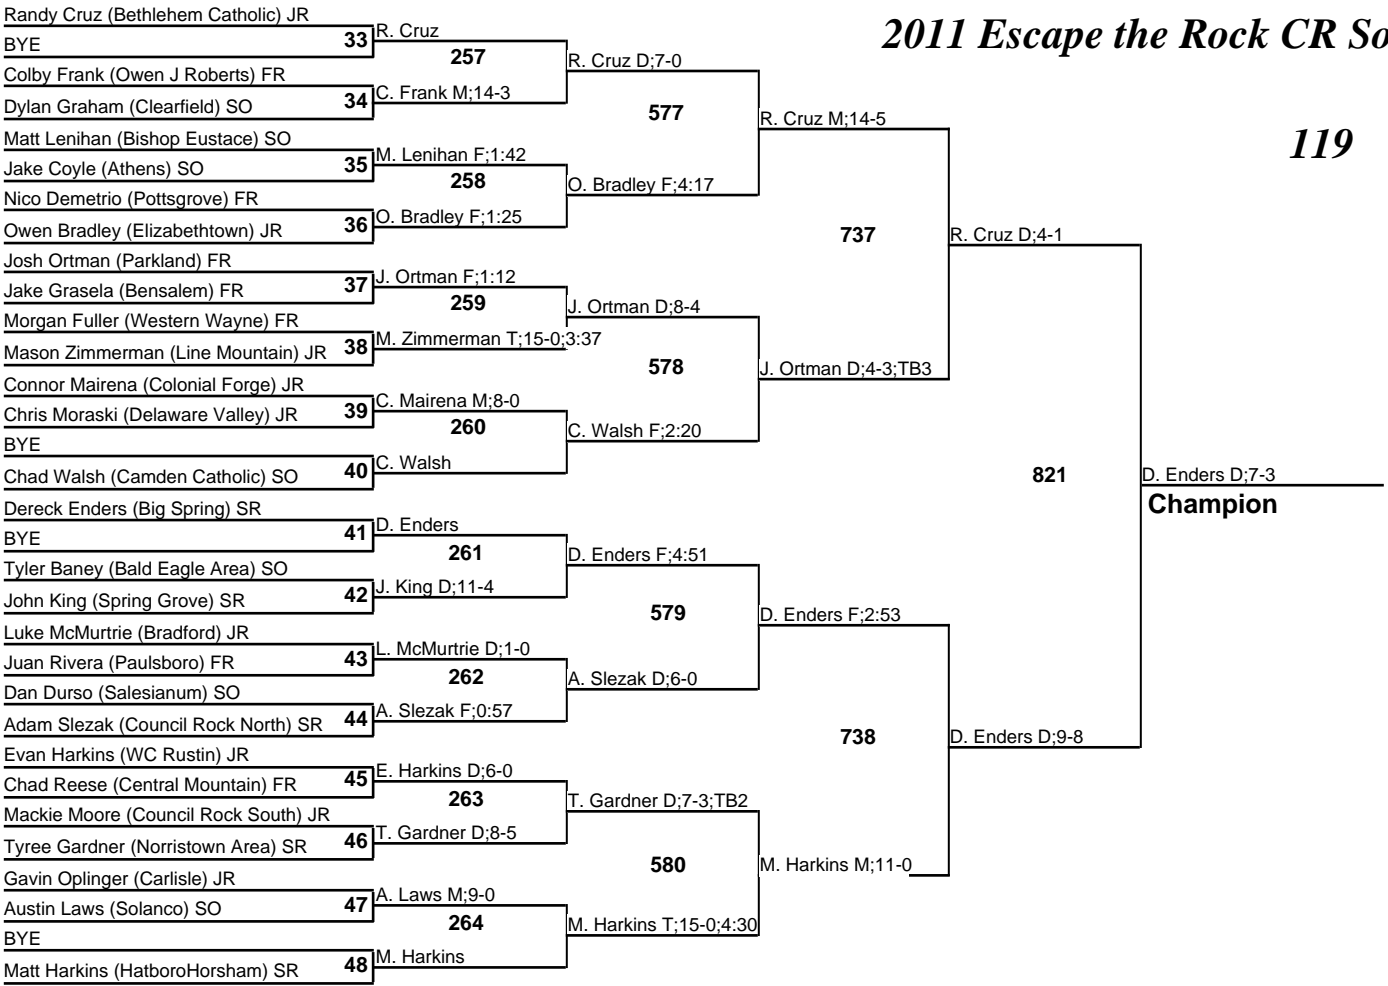 2011 Escape the Rock CR So
119
Randy Cruz (Bethlehem Catholic) JR
BYE
Colby Frank (Owen J Roberts) FR
Dylan Graham (Clearfield) SO
Matt Lenihan (Bishop Eustace) SO
Jake Coyle (Athens) SO
Nico Demetrio (Pottsgrove) FR
Owen Bradley (Elizabethtown) JR
Josh Ortman (Parkland) FR
Jake Grasela (Bensalem) FR
Morgan Fuller (Western Wayne) FR
Mason Zimmerman (Line Mountain) JR
Connor Mairena (Colonial Forge) JR
Chris Moraski (Delaware Valley) JR
BYE
Chad Walsh (Camden Catholic) SO
Dereck Enders (Big Spring) SR
BYE
Tyler Baney (Bald Eagle Area) SO
John King (Spring Grove) SR
Luke McMurtrie (Bradford) JR
Juan Rivera (Paulsboro) FR
Dan Durso (Salesianum) SO
Adam Slezak (Council Rock North) SR
Evan Harkins (WC Rustin) JR
Chad Reese (Central Mountain) FR
Mackie Moore (Council Rock South) JR
Tyree Gardner (Norristown Area) SR
Gavin Oplinger (Carlisle) JR
Austin Laws (Solanco) SO
BYE
Matt Harkins (HatboroHorsham) SR
33
34
35
36
37
38
39
40
41
42
43
44
45
46
47
48
R. Cruz
257
C. Frank M;14-3
M. Lenihan F;1:42
258
O. Bradley F;1:25
J. Ortman F;1:12
259
M. Zimmerman T;15-0;3:37
C. Mairena M;8-0
260
C. Walsh
D. Enders
261
J. King D;11-4
L. McMurtrie D;1-0
262
A. Slezak F;0:57
E. Harkins D;6-0
263
T. Gardner D;8-5
A. Laws M;9-0
264
M. Harkins
R. Cruz D;7-0
577
O. Bradley F;4:17
J. Ortman D;8-4
578
C. Walsh F;2:20
D. Enders F;4:51
579
A. Slezak D;6-0
T. Gardner D;7-3;TB2
580
M. Harkins T;15-0;4:30
R. Cruz M;14-5
737
J. Ortman D;4-3;TB3
D. Enders F;2:53
738
M. Harkins M;11-0
R. Cruz D;4-1
821
D. Enders D;9-8
D. Enders D;7-3
Champion